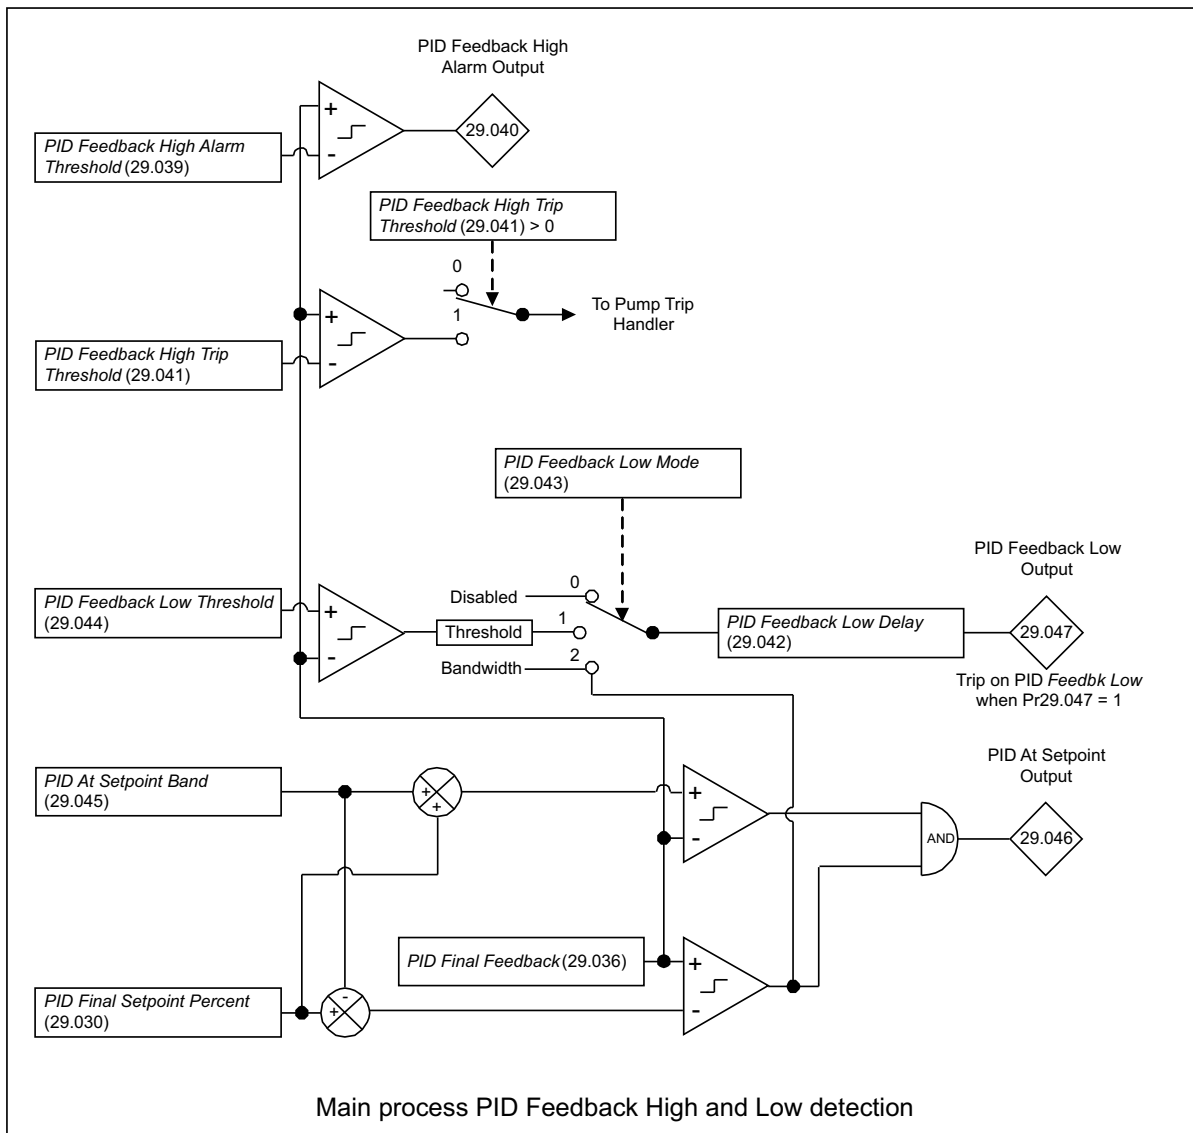 PID Feedback High
Alarm Output
+
-
29.040
PID Feedback High Alarm
Threshold (29.039)
PID Feedback High Trip
Threshold (29.041) > 0
0
1
To Pump Trip
Handler
+
-
PID Feedback High Trip
Threshold (29.041)
PID Feedback Low Mode
(29.043)
PID Feedback Low
Output
PID Feedback Low Threshold
(29.044)
+
-
Disabled
0
Threshold
1
Bandwidth
2
PID Feedback Low Delay
(29.042)
29.047
Trip on PID Feedbk Low
when Pr29.047 = 1
PID At Setpoint
Output
PID At Setpoint Band
(29.045)
+
+
+
-
AND
29.046
PID Final Feedback (29.036)
+
-
PID Final Setpoint Percent
(29.030)
-
+
Main process PID Feedback High and Low detection